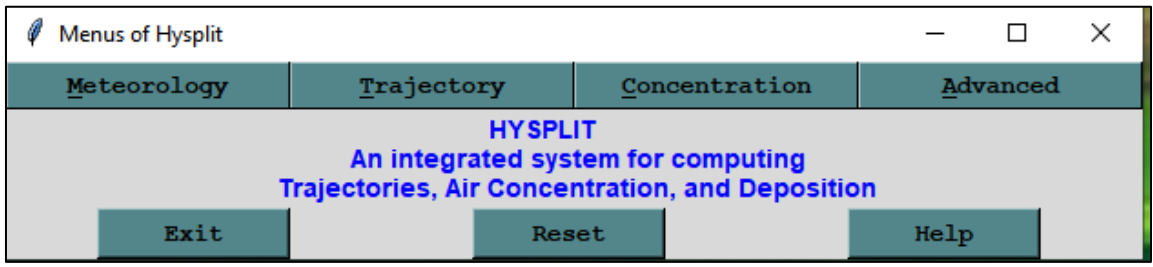 Menus of Hysplit
Meteorology Trajectory Concentration Advanced
HYSPLIT
An integrated system for computing
Trajectories, Air Concentration, and Deposition
Exit Reset Help